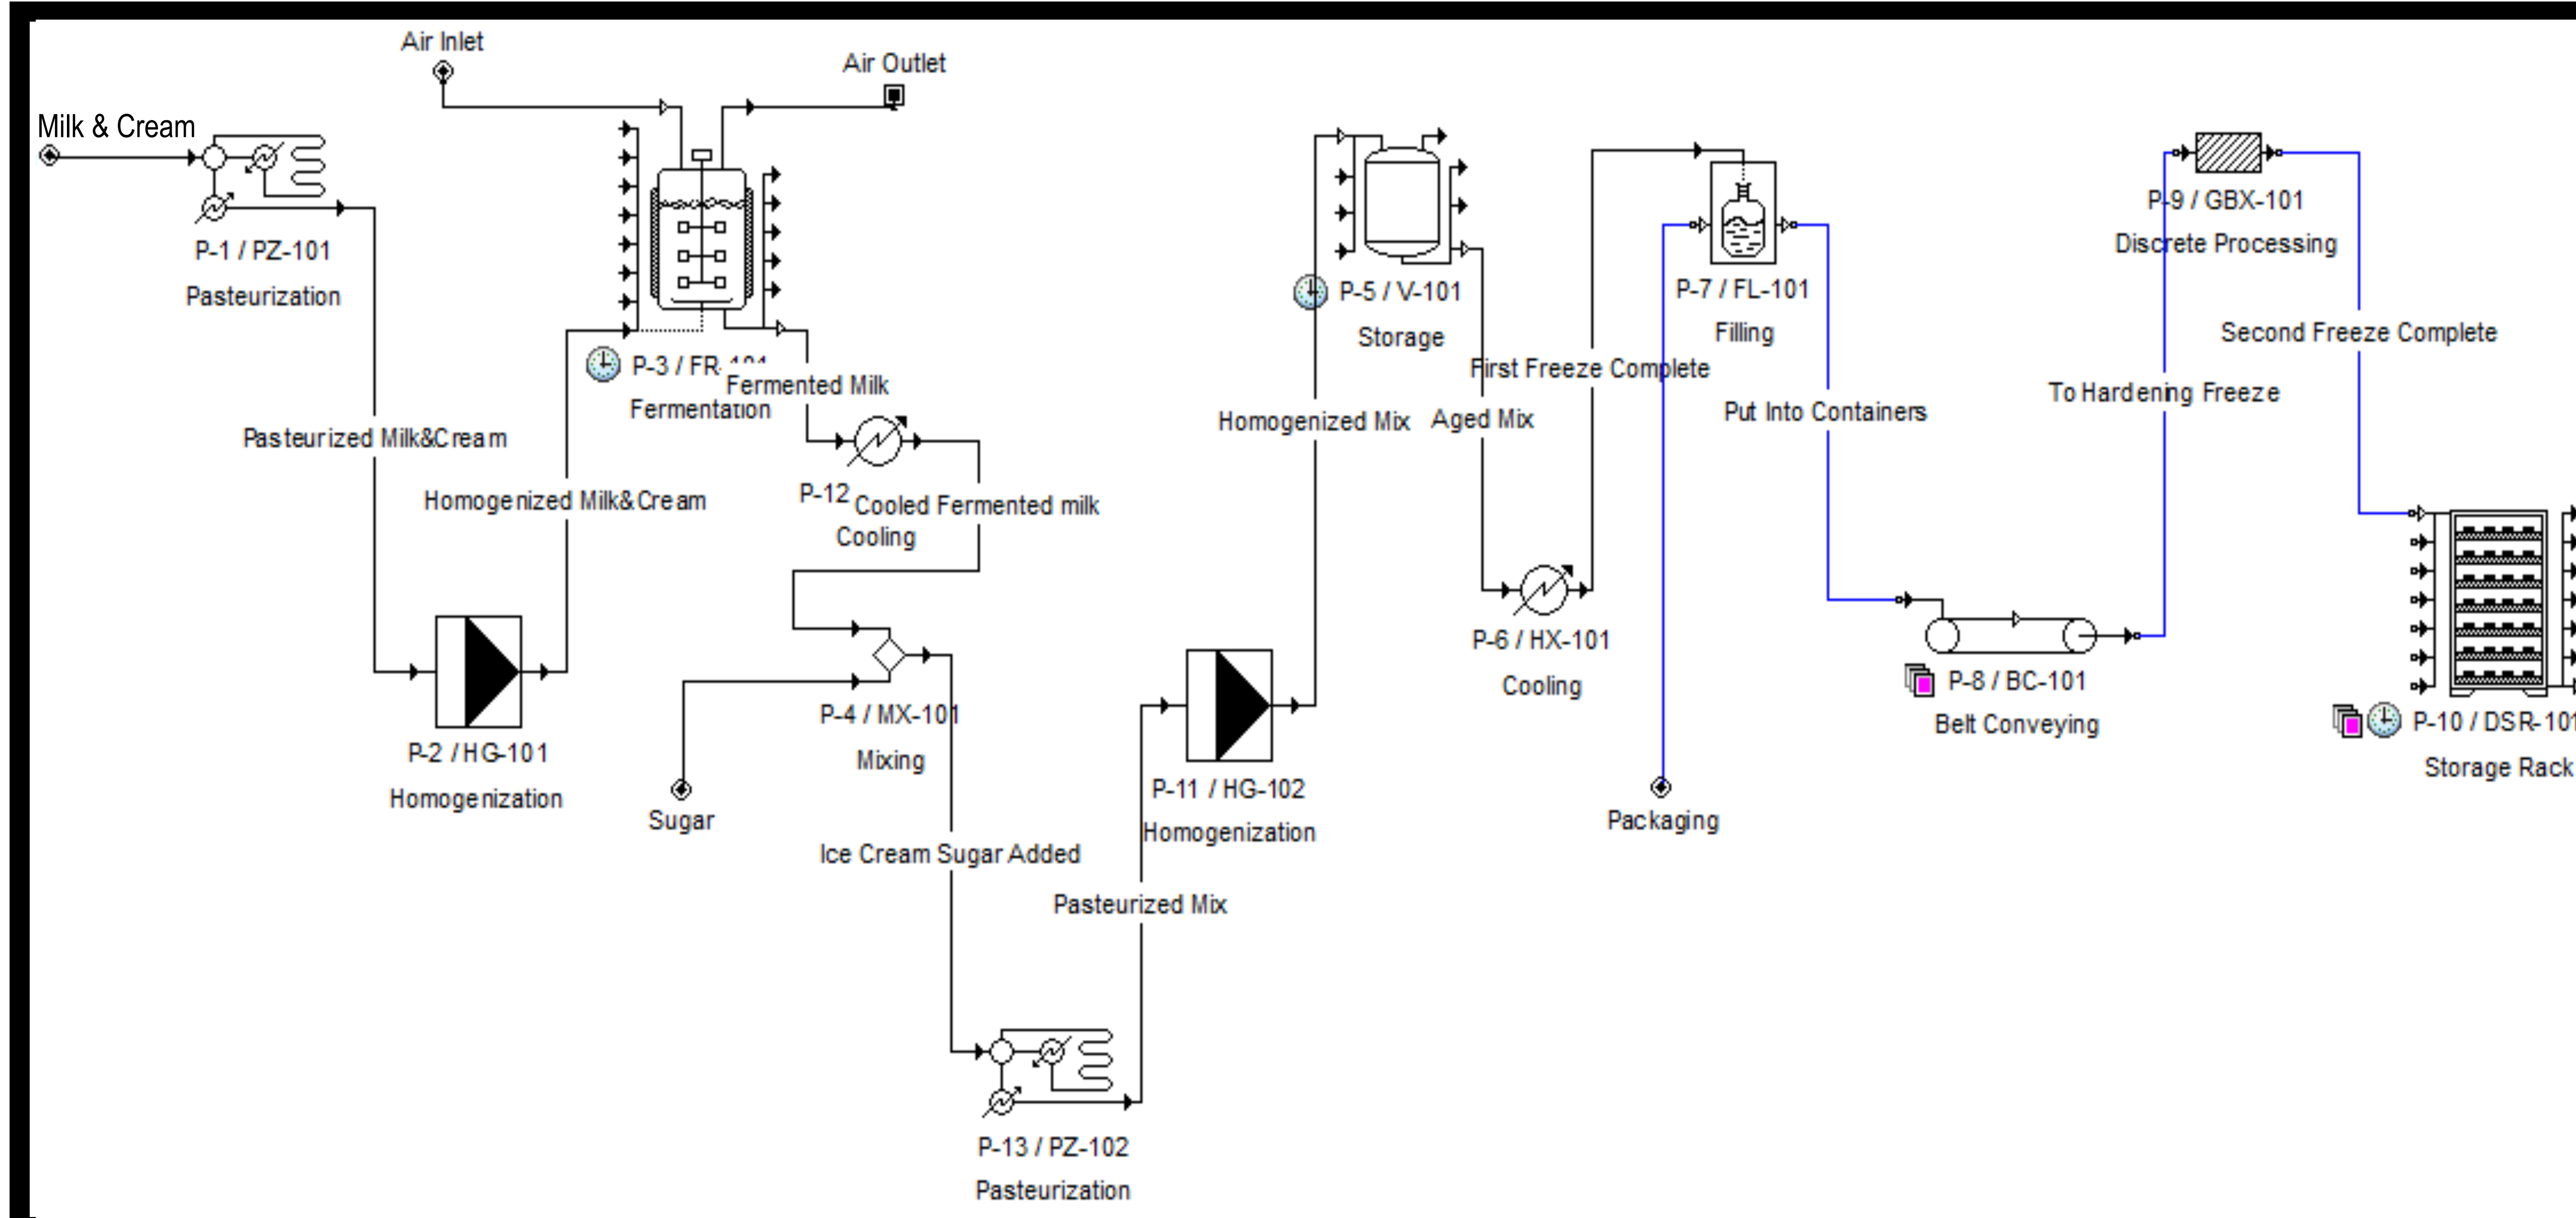 Air Inlet
Air Outlet
Milk & Cream
P-1 / PZ-101
Pasteurization
P-3 / FR-101
Fermented Milk
Fermentation
Pasteurized Milk&Cream
Homogenized Milk&Cream
P-12
Cooled Fermented milk
Cooling
P-2 / HG-101
Homogenization
P-4 / MX-101
Mixing
Sugar
Ice Cream Sugar Added
P-13 / PZ-102
Pasteurization
Pasteurized Mix
P-11 / HG-102
Homogenization
Homogenized Mix
P-5 / V-101
Storage
Aged Mix
P-6 / HX-101
Cooling
First Freeze Complete
P-7 / FL-101
Filling
Packaging
Put Into Containers
P-8 / BC-101
Belt Conveying
To Hardening Freeze
P-9 / GBX-101
Discrete Processing
Second Freeze Complete
P-10 / DSR-101
Storage Rack